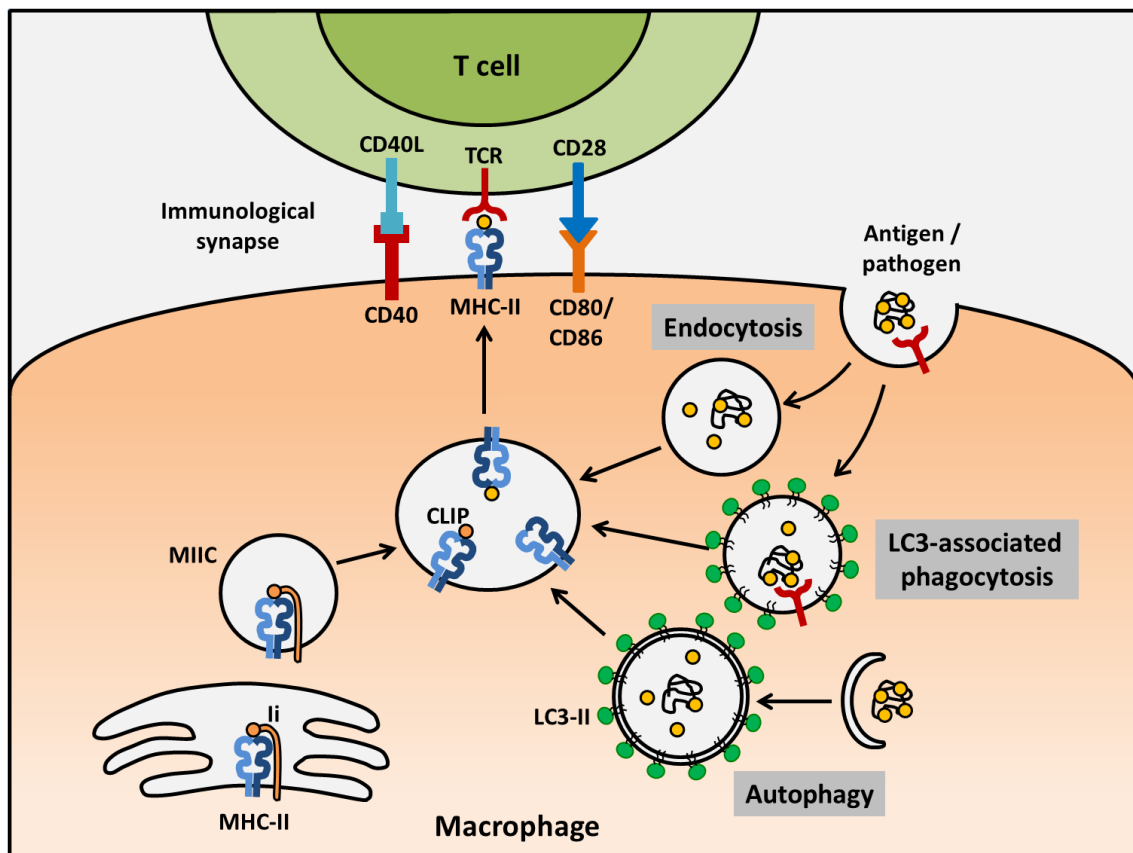 T cell
CD40L
TCR
CD28
Immunological
synapse
Antigen /
pathogen
CD40
MHC-II
CD80/
CD86
Endocytosis
CLIP
MIIC
LC3-associated
phagocytosis
Ii
LC3-II
MHC-II
Autophagy
Macrophage